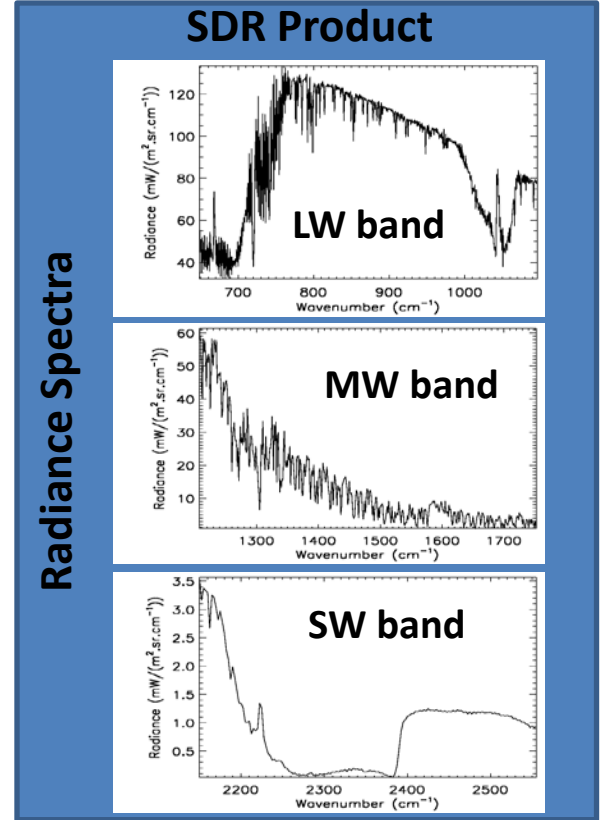 SDR Product
Radiance Spectra
Radiance (mW/(m².sr.cm⁻¹))
120
100
80
60
40
LW band
700 800 900 1000
Wavenumber (cm⁻¹)
Radiance (mW/(m².sr.cm⁻¹))
60
50
40
30
20
10
MW band
1300 1400 1500 1600 1700
Wavenumber (cm⁻¹)
Radiance (mW/(m².sr.cm⁻¹))
3.5
3.0
2.5
2.0
1.5
1.0
0.5
SW band
2200 2300 2400 2500
Wavenumber (cm⁻¹)